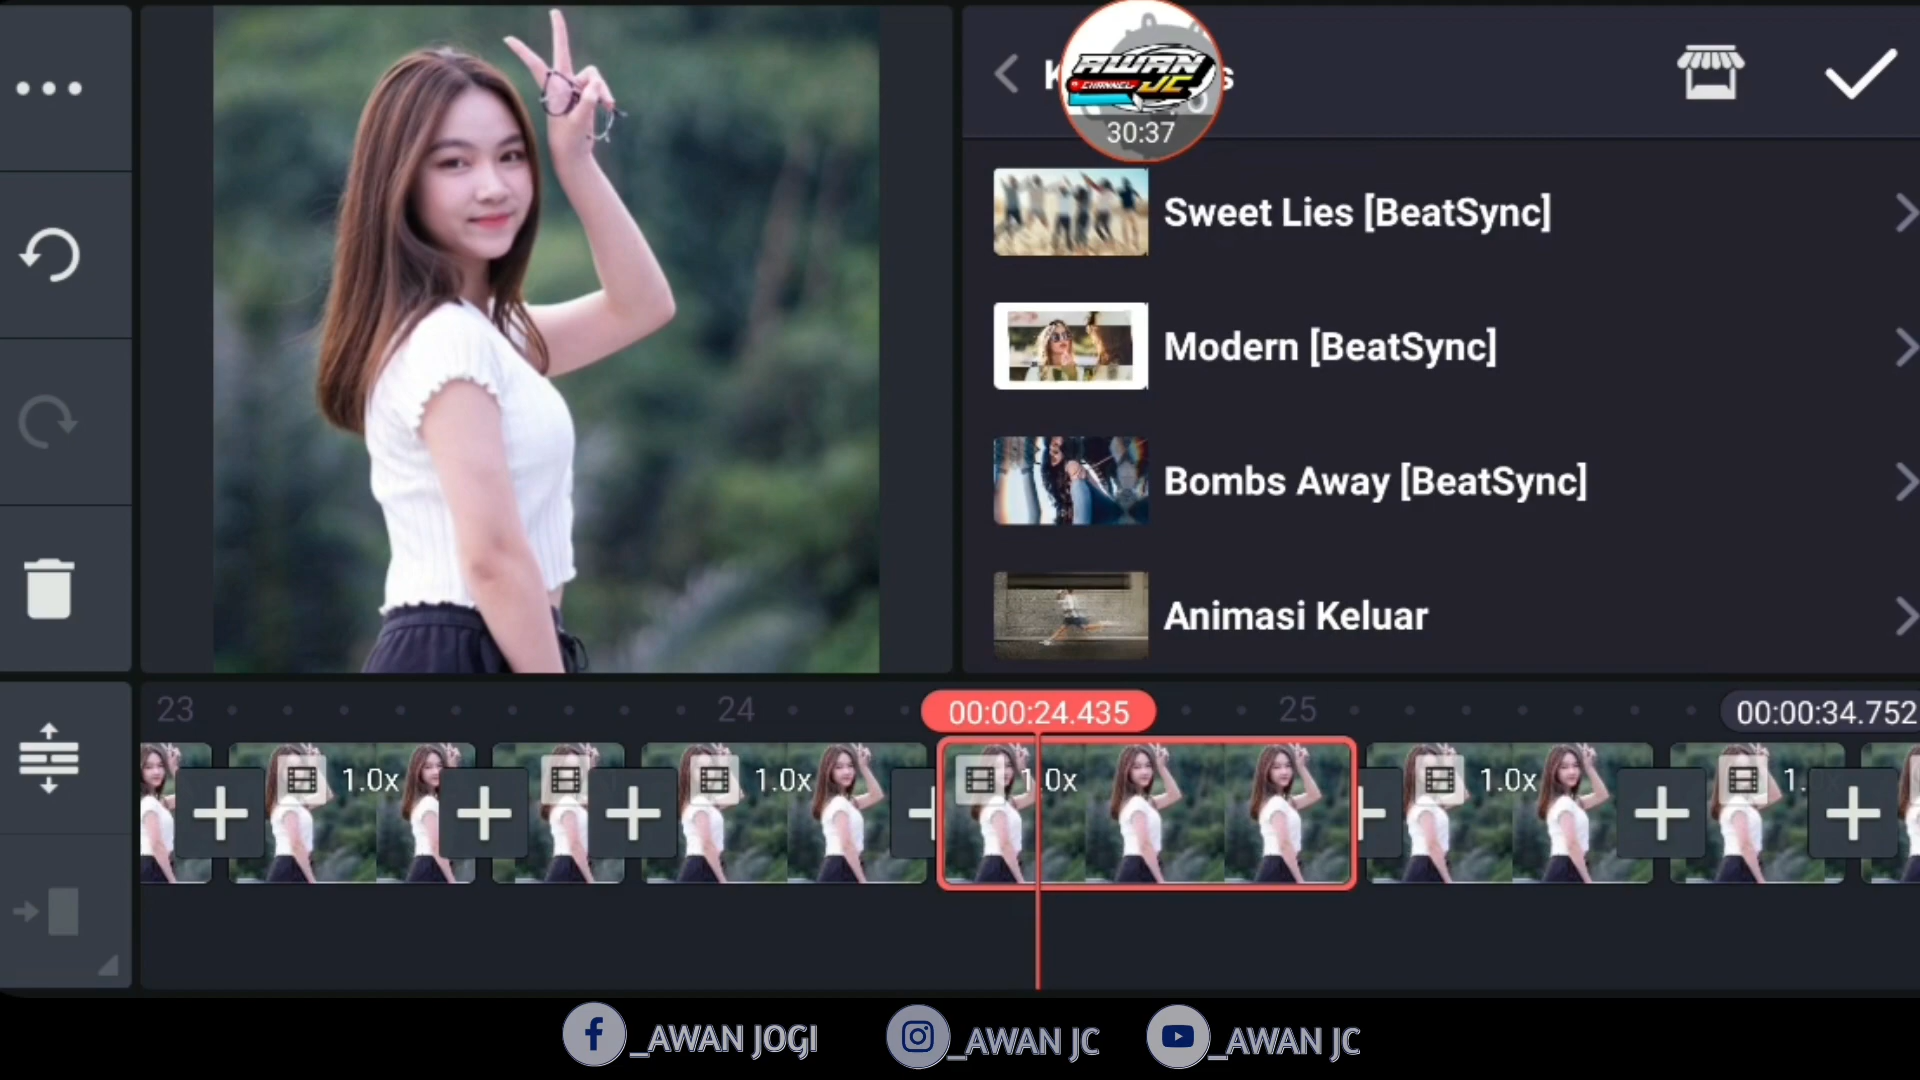 AWAN
CHANNEL JC
30:37
Sweet Lies [BeatSync]
Modern [BeatSync]
Bombs Away [BeatSync]
Animasi Keluar
23
24
00:00:24.435
25
00:00:34.752
1.0x
1.0x
1.0x
1.0x
1.
_AWAN JOGI
_AWAN JC
_AWAN JC